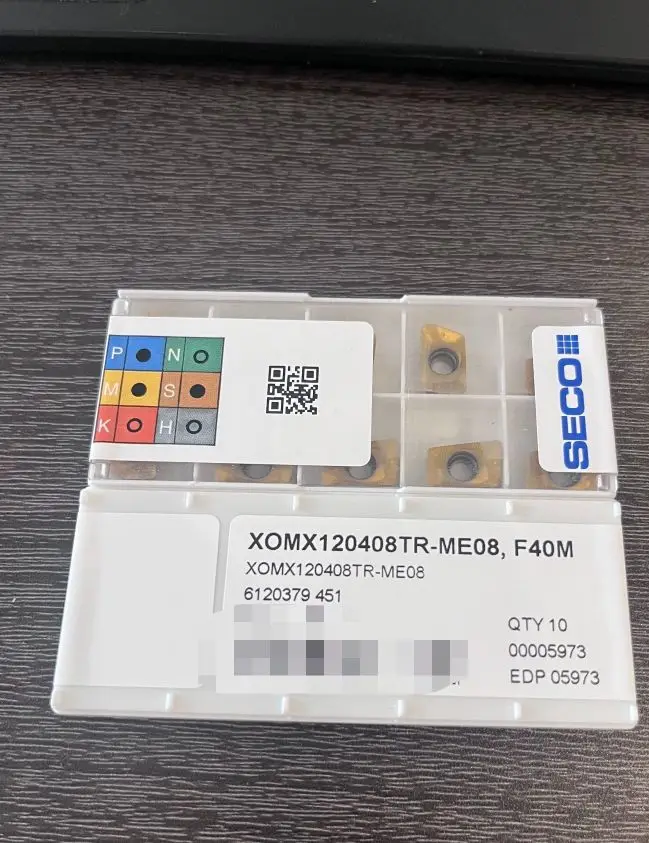 P N
M S
K H
SECO
XOMX120408TR-ME08, F40M
XOMX120408TR-ME08
6120379 451
QTY 10
00005973
EDP 05973